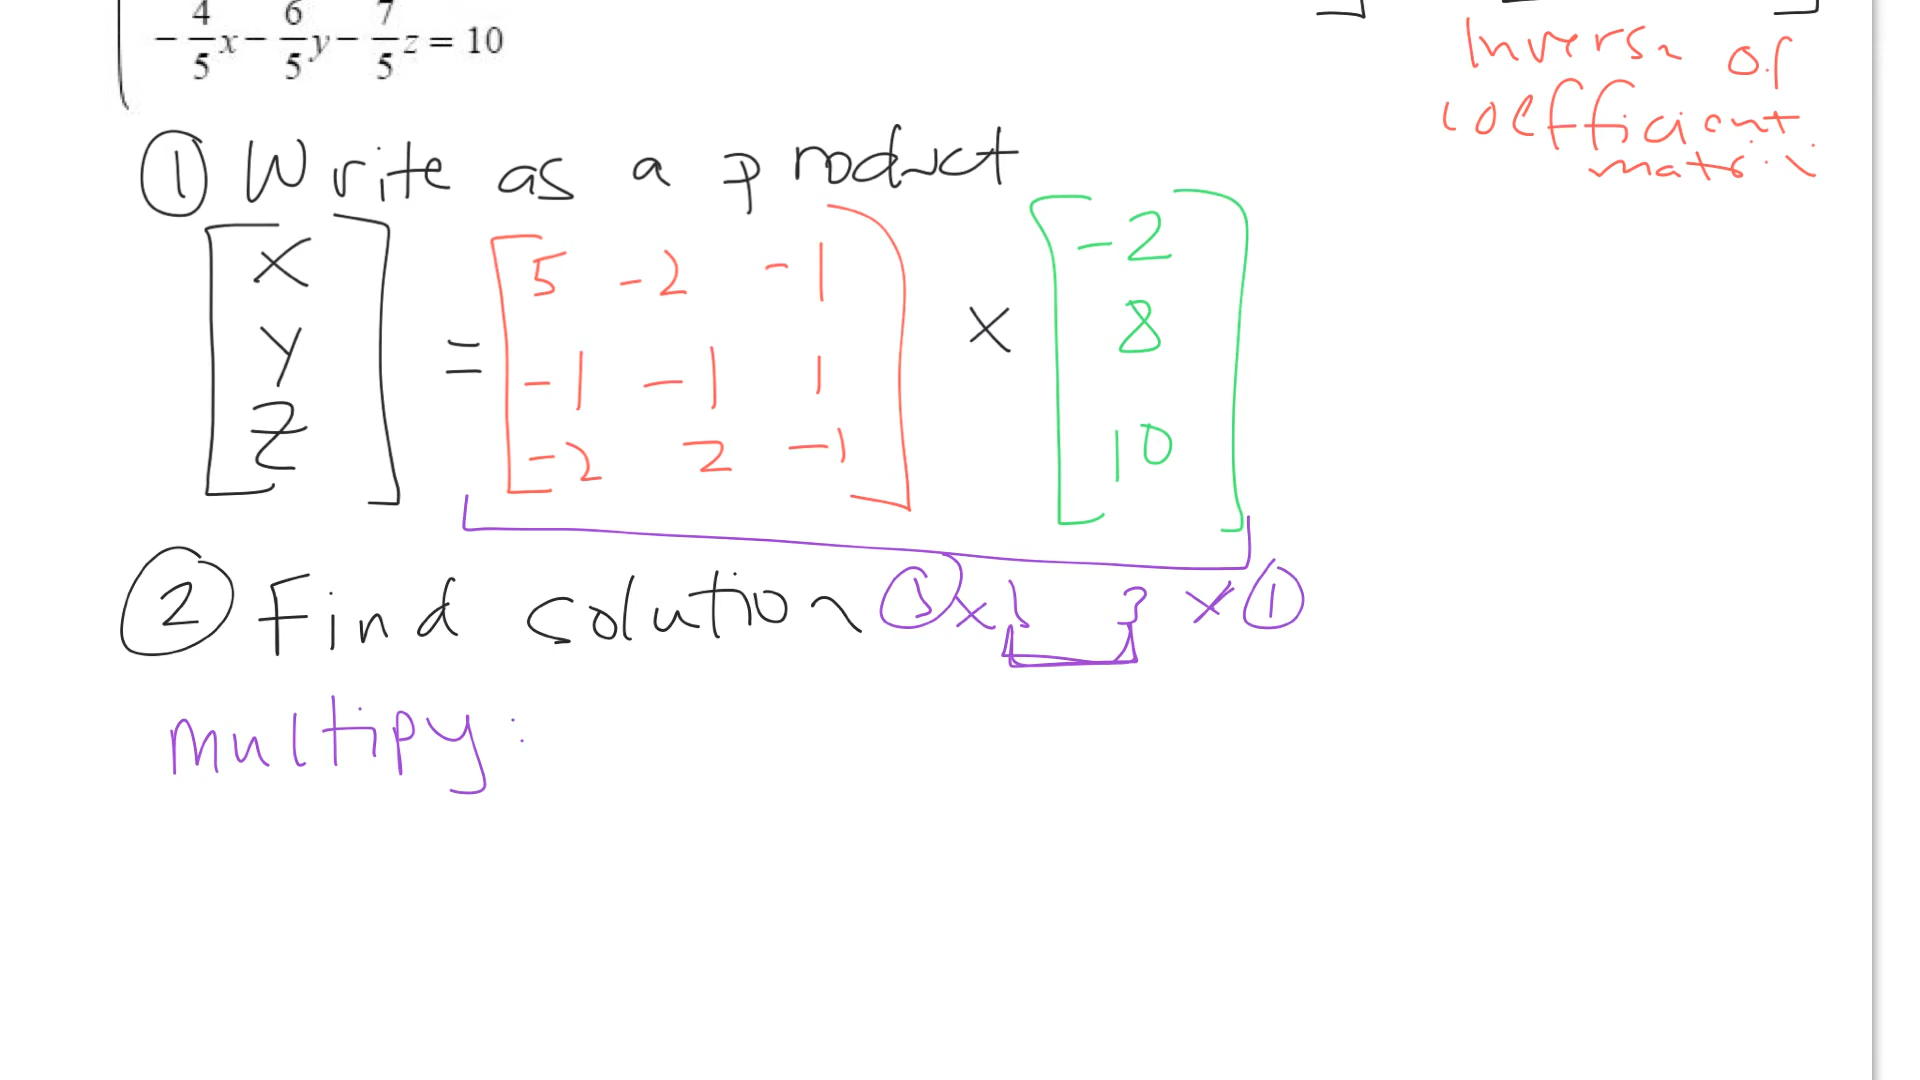 -4/5x - 6/5y - 7/5z = 10
Inverse of
coefficient
matrix
① Write as a product
[x y z] = [5 -2 -1
-1 -1 1
-2 2 -1] × [-2 8 10]
② Find solution ③×3 3×①
multipy: